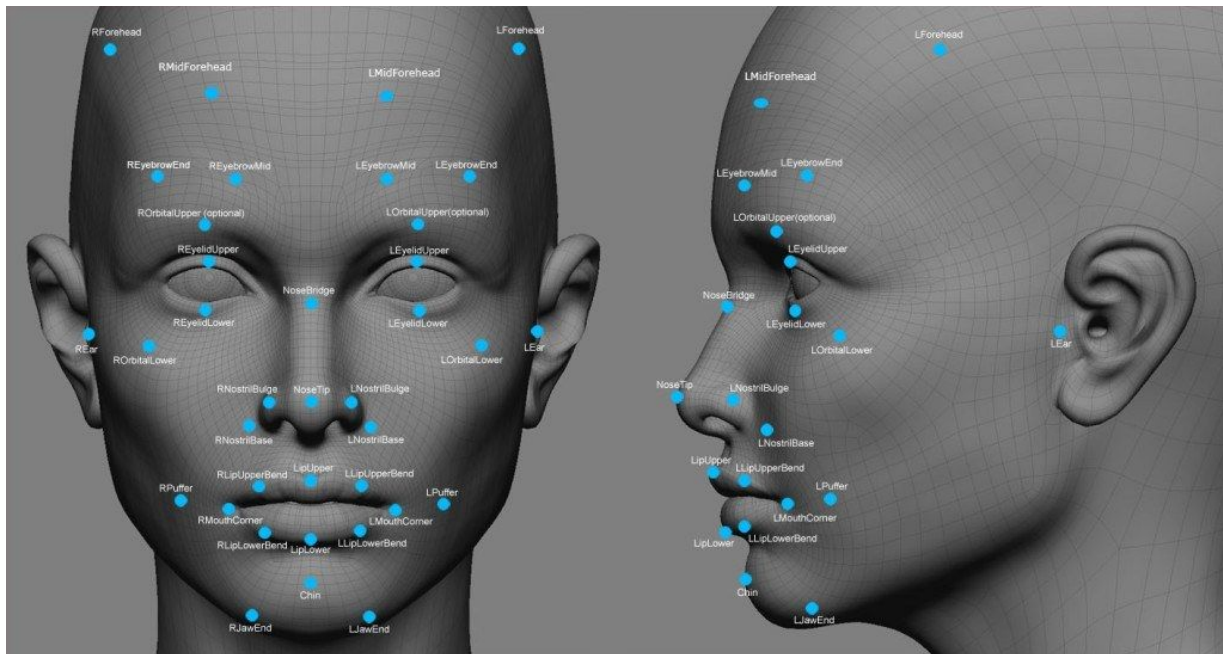 RForehead
LForehead
RMidForehead
LMidForehead
REyebrowEnd
REyebrowMid
LEyebrowMid
LEyebrowEnd
ROrbitalUpper (optional)
LOrbitalUpper(optional)
REyelidUpper
LEyelidUpper
NoseBridge
REyelidLower
LEyelidLower
REar
LEar
ROrbitalLower
LOrbitalLower
RNostrilBulge
NoseTip
LNostrilBulge
RNostrilBase
LNostrilBase
RLipUpperBend
LipUpper
LLipUpperBend
RPuffer
LPuffer
RMouthCorner
LMouthCorner
RLipLowerBend
LipLower
LLipLowerBend
Chin
RJawEnd
LJawEnd
LForehead
LMidForehead
LEyebrowEnd
LEyebrowMid
LOrbitalUpper(optional)
LEyelidUpper
NoseBridge
LEyelidLower
LOrbitalLower
LEar
NoseTip
LNostrilBulge
LNostrilBase
LipUpper
LLipUpperBend
LPuffer
LMouthCorner
LipLower
LLipLowerBend
Chin
LJawEnd